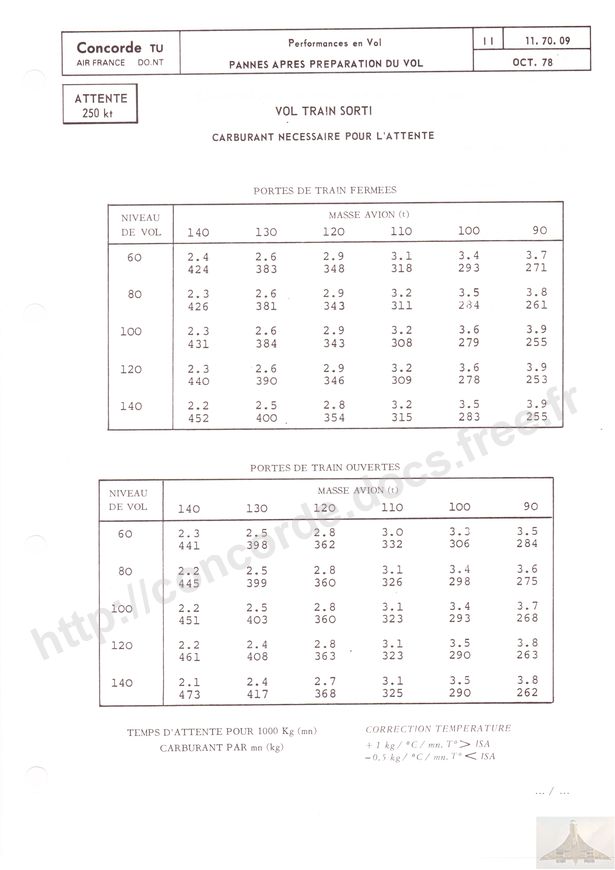 Concorde TU
AIR FRANCE DO.NT
Performances en Vol
PANNES APRES PREPARATION DU VOL
II 11. 70. 09
OCT. 78
ATTENTE
250 kt
VOL TRAIN SORTI
CARBURANT NECESSAIRE POUR L'ATTENTE
PORTES DE TRAIN FERMEES
NIVEAU DE VOL
MASSE AVION (t)
140 130 120 110 100 90
60 2.4 2.6 2.9 3.1 3.4 3.7
424 383 348 318 293 271
80 2.3 2.6 2.9 3.2 3.5 3.8
426 381 343 311 284 261
100 2.3 2.6 2.9 3.2 3.6 3.9
431 384 343 308 279 255
120 2.3 2.6 2.9 3.2 3.6 3.9
440 390 346 309 278 253
140 2.2 2.5 2.8 3.2 3.5 3.9
452 400 354 315 283 255
PORTES DE TRAIN OUVERTES
NIVEAU DE VOL
MASSE AVION (t)
140 130 120 110 100 90
60 2.3 2.5 2.8 3.0 3.3 3.5
441 398 362 332 306 284
80 2.2 2.5 2.8 3.1 3.4 3.6
445 399 360 326 298 275
100 2.2 2.5 2.8 3.1 3.4 3.7
451 403 360 323 293 268
120 2.2 2.4 2.8 3.1 3.5 3.8
461 408 363 323 290 263
140 2.1 2.4 2.7 3.1 3.5 3.8
473 417 368 325 290 262
TEMPS D'ATTENTE POUR 1000 Kg (mn)
CARBURANT PAR mn (kg)
CORRECTION TEMPERATURE
+ 1 kg / °C / mn. T° > ISA
-0,5 kg / °C / mn. T° < ISA
... / ...
http://concorde.docs.free.fr